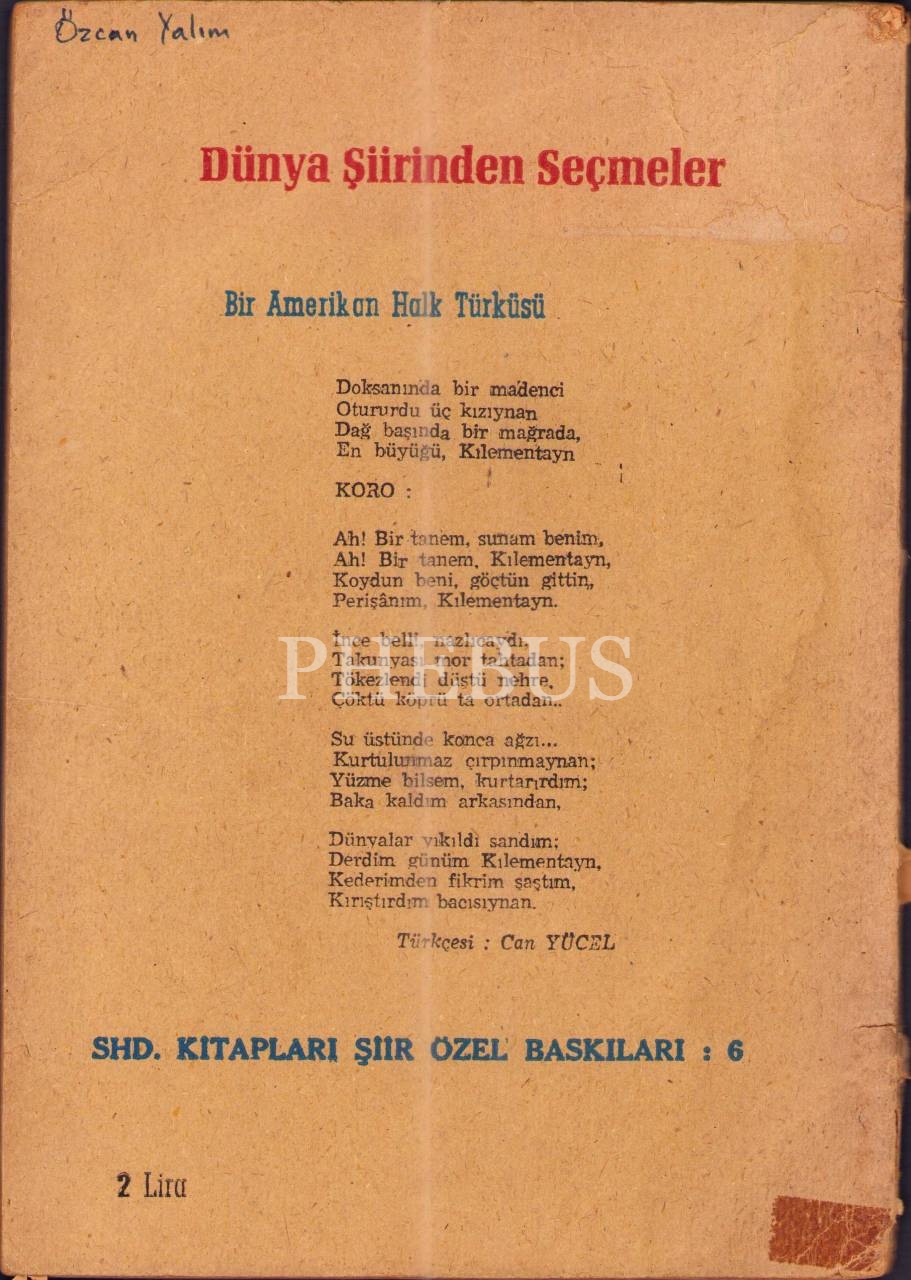 Özcan Yalım
Dünya Şiirinden Seçmeler
Bir Amerikan Halk Türküsü
Doksanında bir madenci
Otururdu üç kızıynan
Dağ başında bir mağrada,
En büyüğü, Kılementayn
KORO :
Ah! Bir tanem, sunam benim,
Ah! Bir tanem, Kılementayn,
Koydun beni, göçtün gittin,,
Perişânım, Kılementayn.
İnce belli, nazlıcaydı,
Takunyası mor tahtadan;
PHEBUS
Tökezlendi düştü nehre,
Çöktü köprü ta ortadan..
Su üstünde konca ağzı...
Kurtulunmaz çırpınmaynan;
Yüzme bilsem, kurtarırdım;
Baka kaldım arkasından,
Dünyalar yıkıldı sandım;
Derdim günüm Kılementayn,
Kederimden fikrim şaştım,
Kırıştırdım bacısıynan.
Türkçesi : Can YÜCEL
SHD. KİTAPLARI ŞİİR ÖZEL BASKILARI : 6
2 Lira